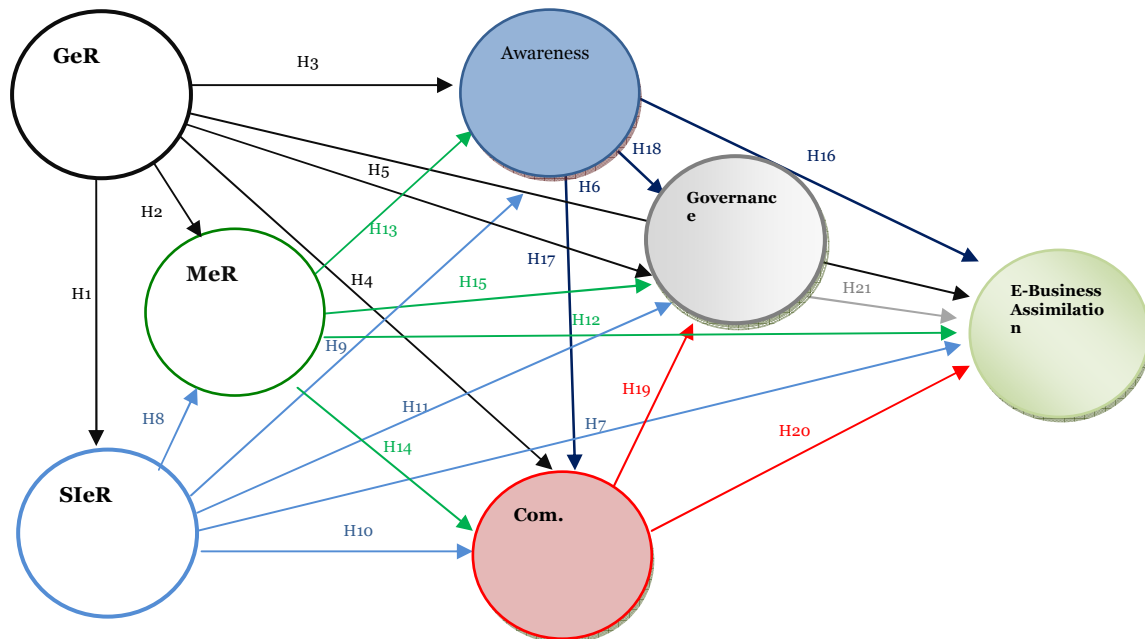 GeR
H3
Awareness
H18
H16
H5
H6
Governanc
e
H2
H13
MeR
H4
H17
H1
H15
H21
H12
E-Business
Assimilatio
n
H9
H8
H11
H7
H19
H14
H20
SIeR
Com.
H10